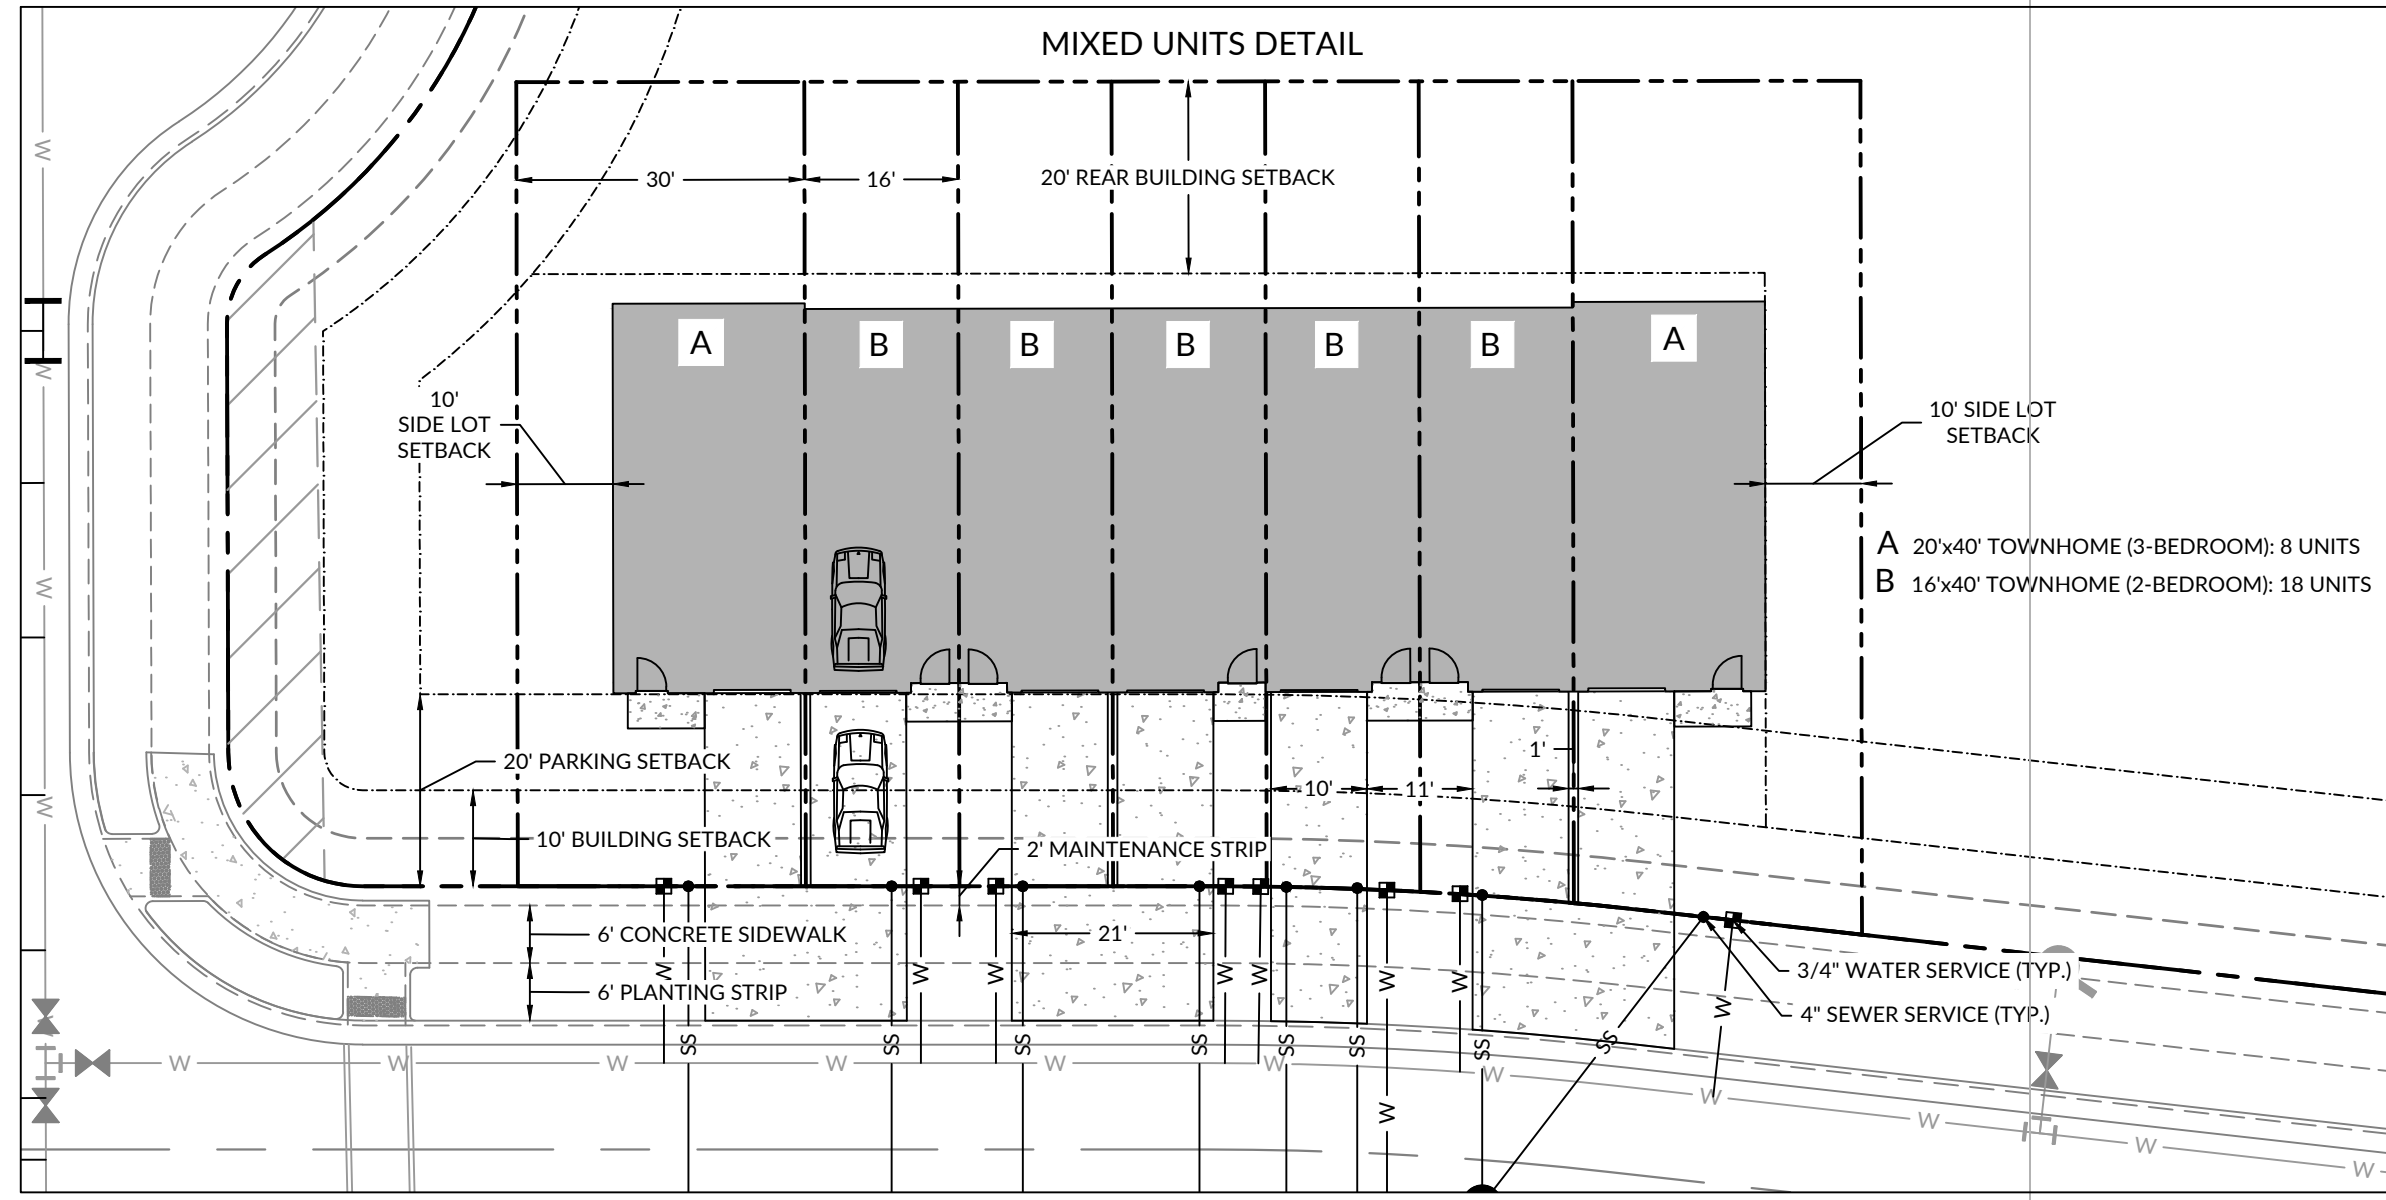 MIXED UNITS DETAIL
30'
16'
20' REAR BUILDING SETBACK
A
B
B
B
B
B
A
10'
SIDE LOT
SETBACK
10' SIDE LOT
SETBACK
A 20'x40' TOWNHOME (3-BEDROOM): 8 UNITS
B 16'x40' TOWNHOME (2-BEDROOM): 18 UNITS
20' PARKING SETBACK
1'
10'
11'
10' BUILDING SETBACK
2' MAINTENANCE STRIP
6' CONCRETE SIDEWALK
21'
6' PLANTING STRIP
3/4" WATER SERVICE (TYP.)
4" SEWER SERVICE (TYP.)
W
W
W
W
W
W
W
W
W
W
W
W
W
SS
SS
SS
SS
SS
SS
SS
SS
W
W
W
W
W
W
W
W
W
W
W
W